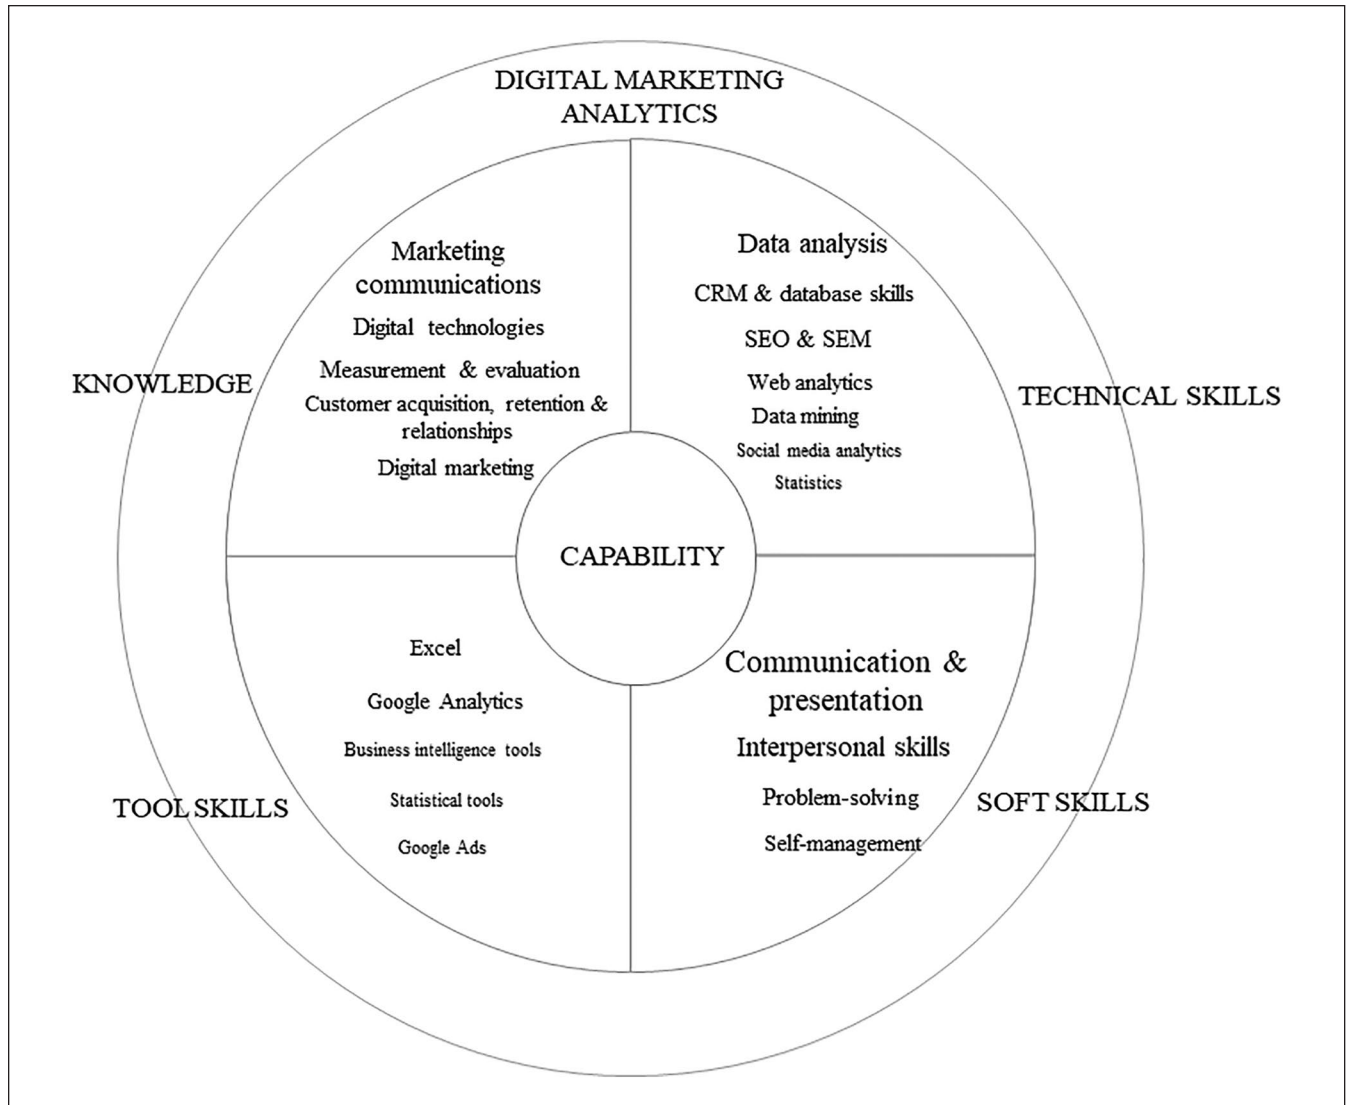 DIGITAL MARKETING
ANALYTICS
KNOWLEDGE
Marketing
communications
Digital technologies
Measurement & evaluation
Customer acquisition, retention &
relationships
Digital marketing
TECHNICAL SKILLS
Data analysis
CRM & database skills
SEO & SEM
Web analytics
Data mining
Social media analytics
Statistics
CAPABILITY
TOOL SKILLS
Excel
Google Analytics
Business intelligence tools
Statistical tools
Google Ads
SOFT SKILLS
Communication &
presentation
Interpersonal skills
Problem-solving
Self-management